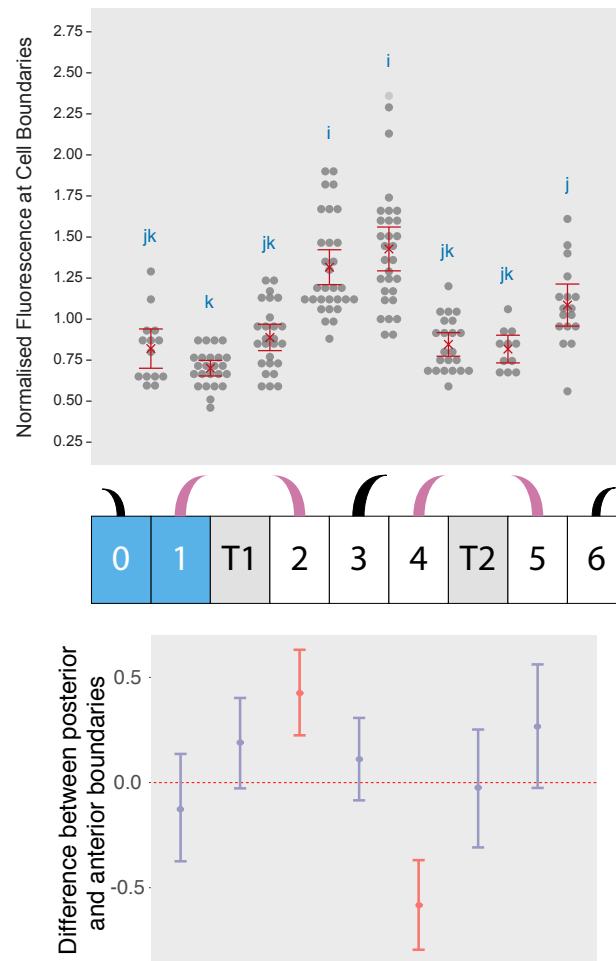 Normalised Fluorescence at Cell Boundaries
2.75
2.50
2.25
2.00
1.75
1.50
1.25
1.00
0.75
0.50
0.25
jk
k
jk
i
i
jk
jk
j
0 1 T1 2 3 4 T2 5 6
Difference between posterior
and anterior boundaries
0.5
0.0
-0.5